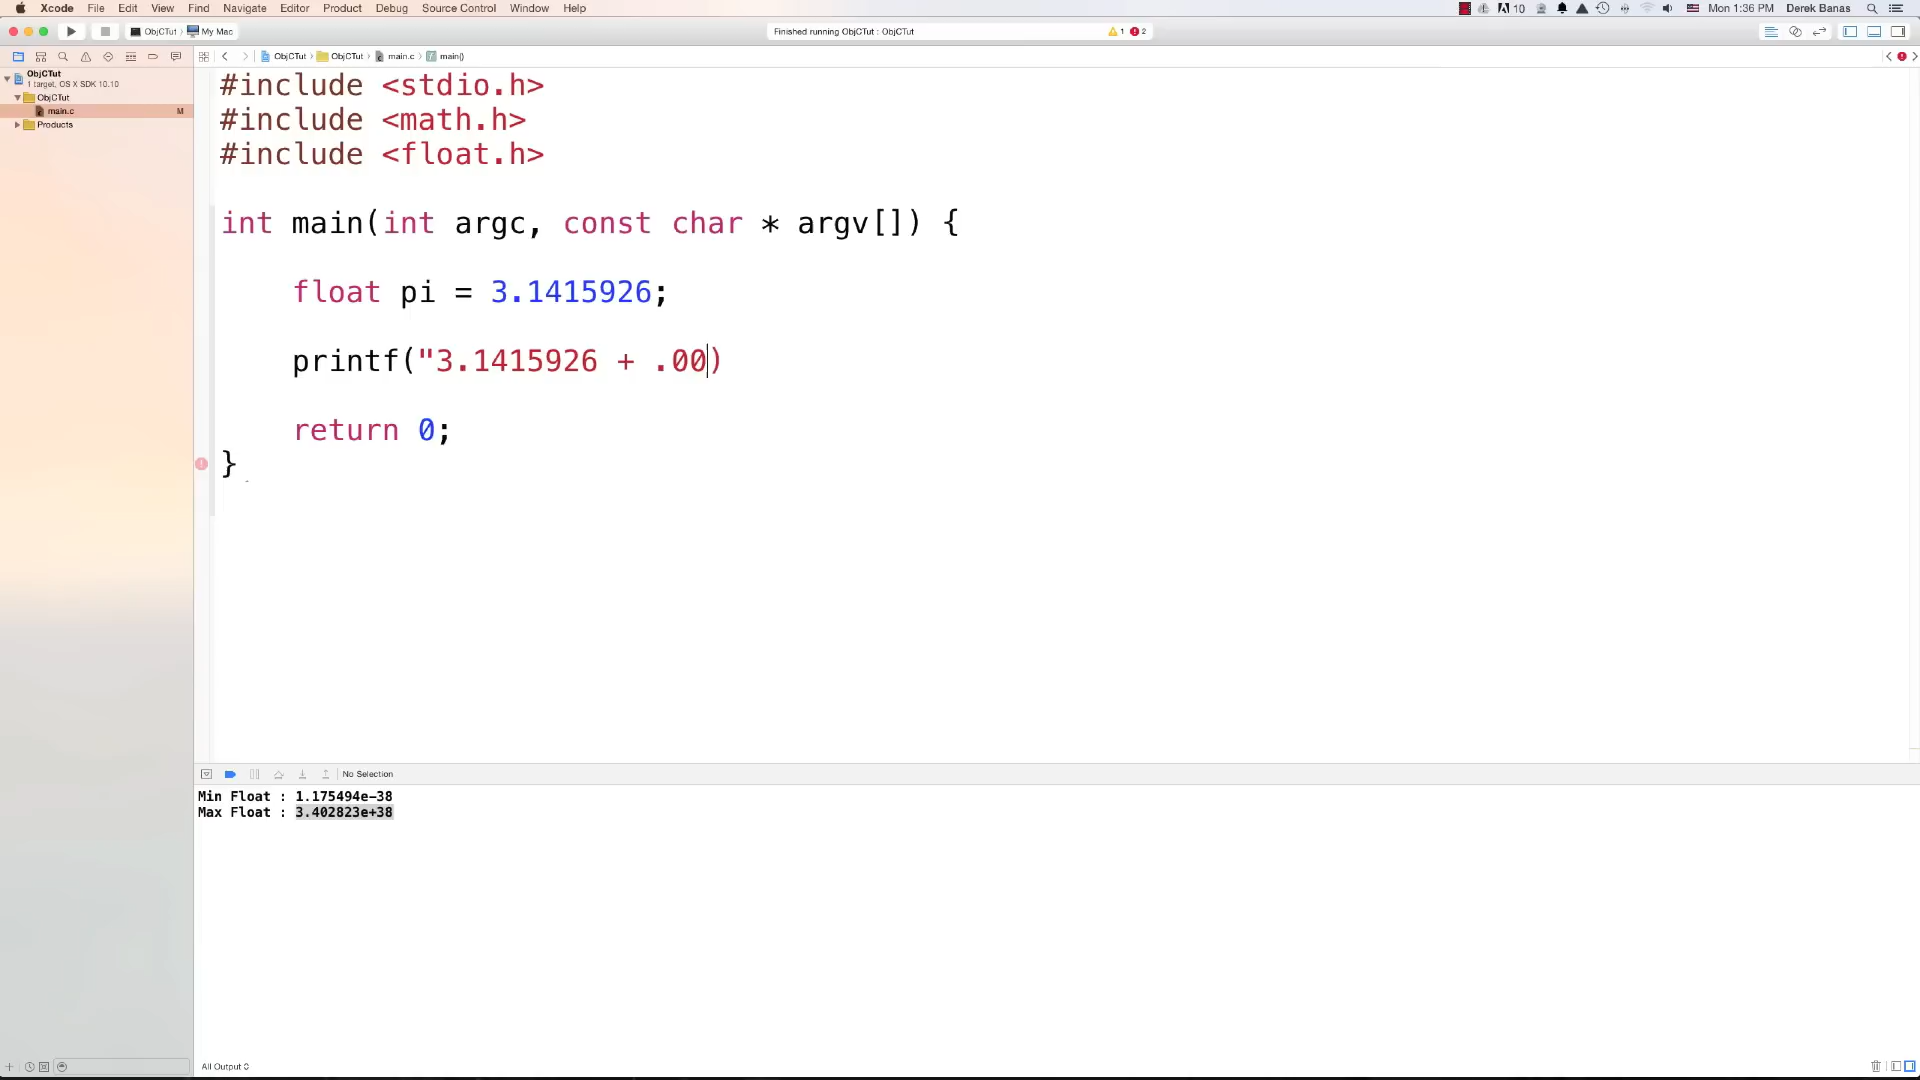 Xcode File Edit View Find Navigate Editor Product Debug Source Control Window Help 10 Mon 1:36 PM Derek Banas
ObjCTut My Mac Finished running ObjCTut : ObjCTut 1 2
ObjCTut ObjCTut main.c main()
ObjCTut
1 target, OS X SDK 10.10
ObjCTut
main.c M
Products
#include <stdio.h>
#include <math.h>
#include <float.h>
int main(int argc, const char * argv[]) {
float pi = 3.1415926;
printf("3.1415926 + .00)
return 0;
}
No Selection
Min Float : 1.175494e-38
Max Float : 3.402823e+38
All Output